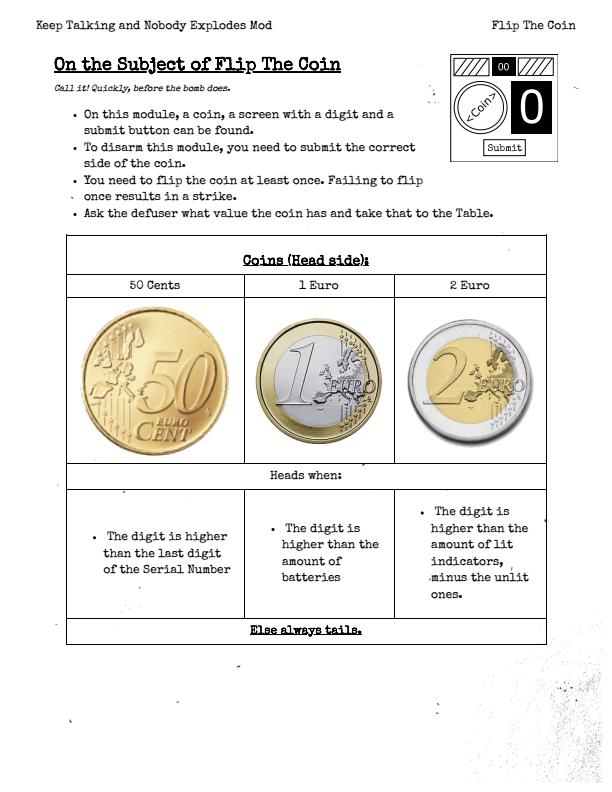 Keep Talking and Nobody Explodes Mod
Flip The Coin
On the Subject of Flip The Coin
Call it! Quickly, before the bomb does.
00
<Coin>
0
Submit
• On this module, a coin, a screen with a digit and a
submit button can be found.
• To disarm this module, you need to submit the correct
side of the coin.
• You need to flip the coin at least once. Failing to flip
once results in a strike.
• Ask the defuser what value the coin has and take that to the Table.
Coins (Head side):
50 Cents
1 Euro
2 Euro
50
EURO
CENT
1
EURO
2
EURO
Heads when:
• The digit is higher
than the last digit
of the Serial Number
• The digit is
higher than the
amount of
batteries
• The digit is
higher than the
amount of lit
indicators,
minus the unlit
ones.
Else always tails.